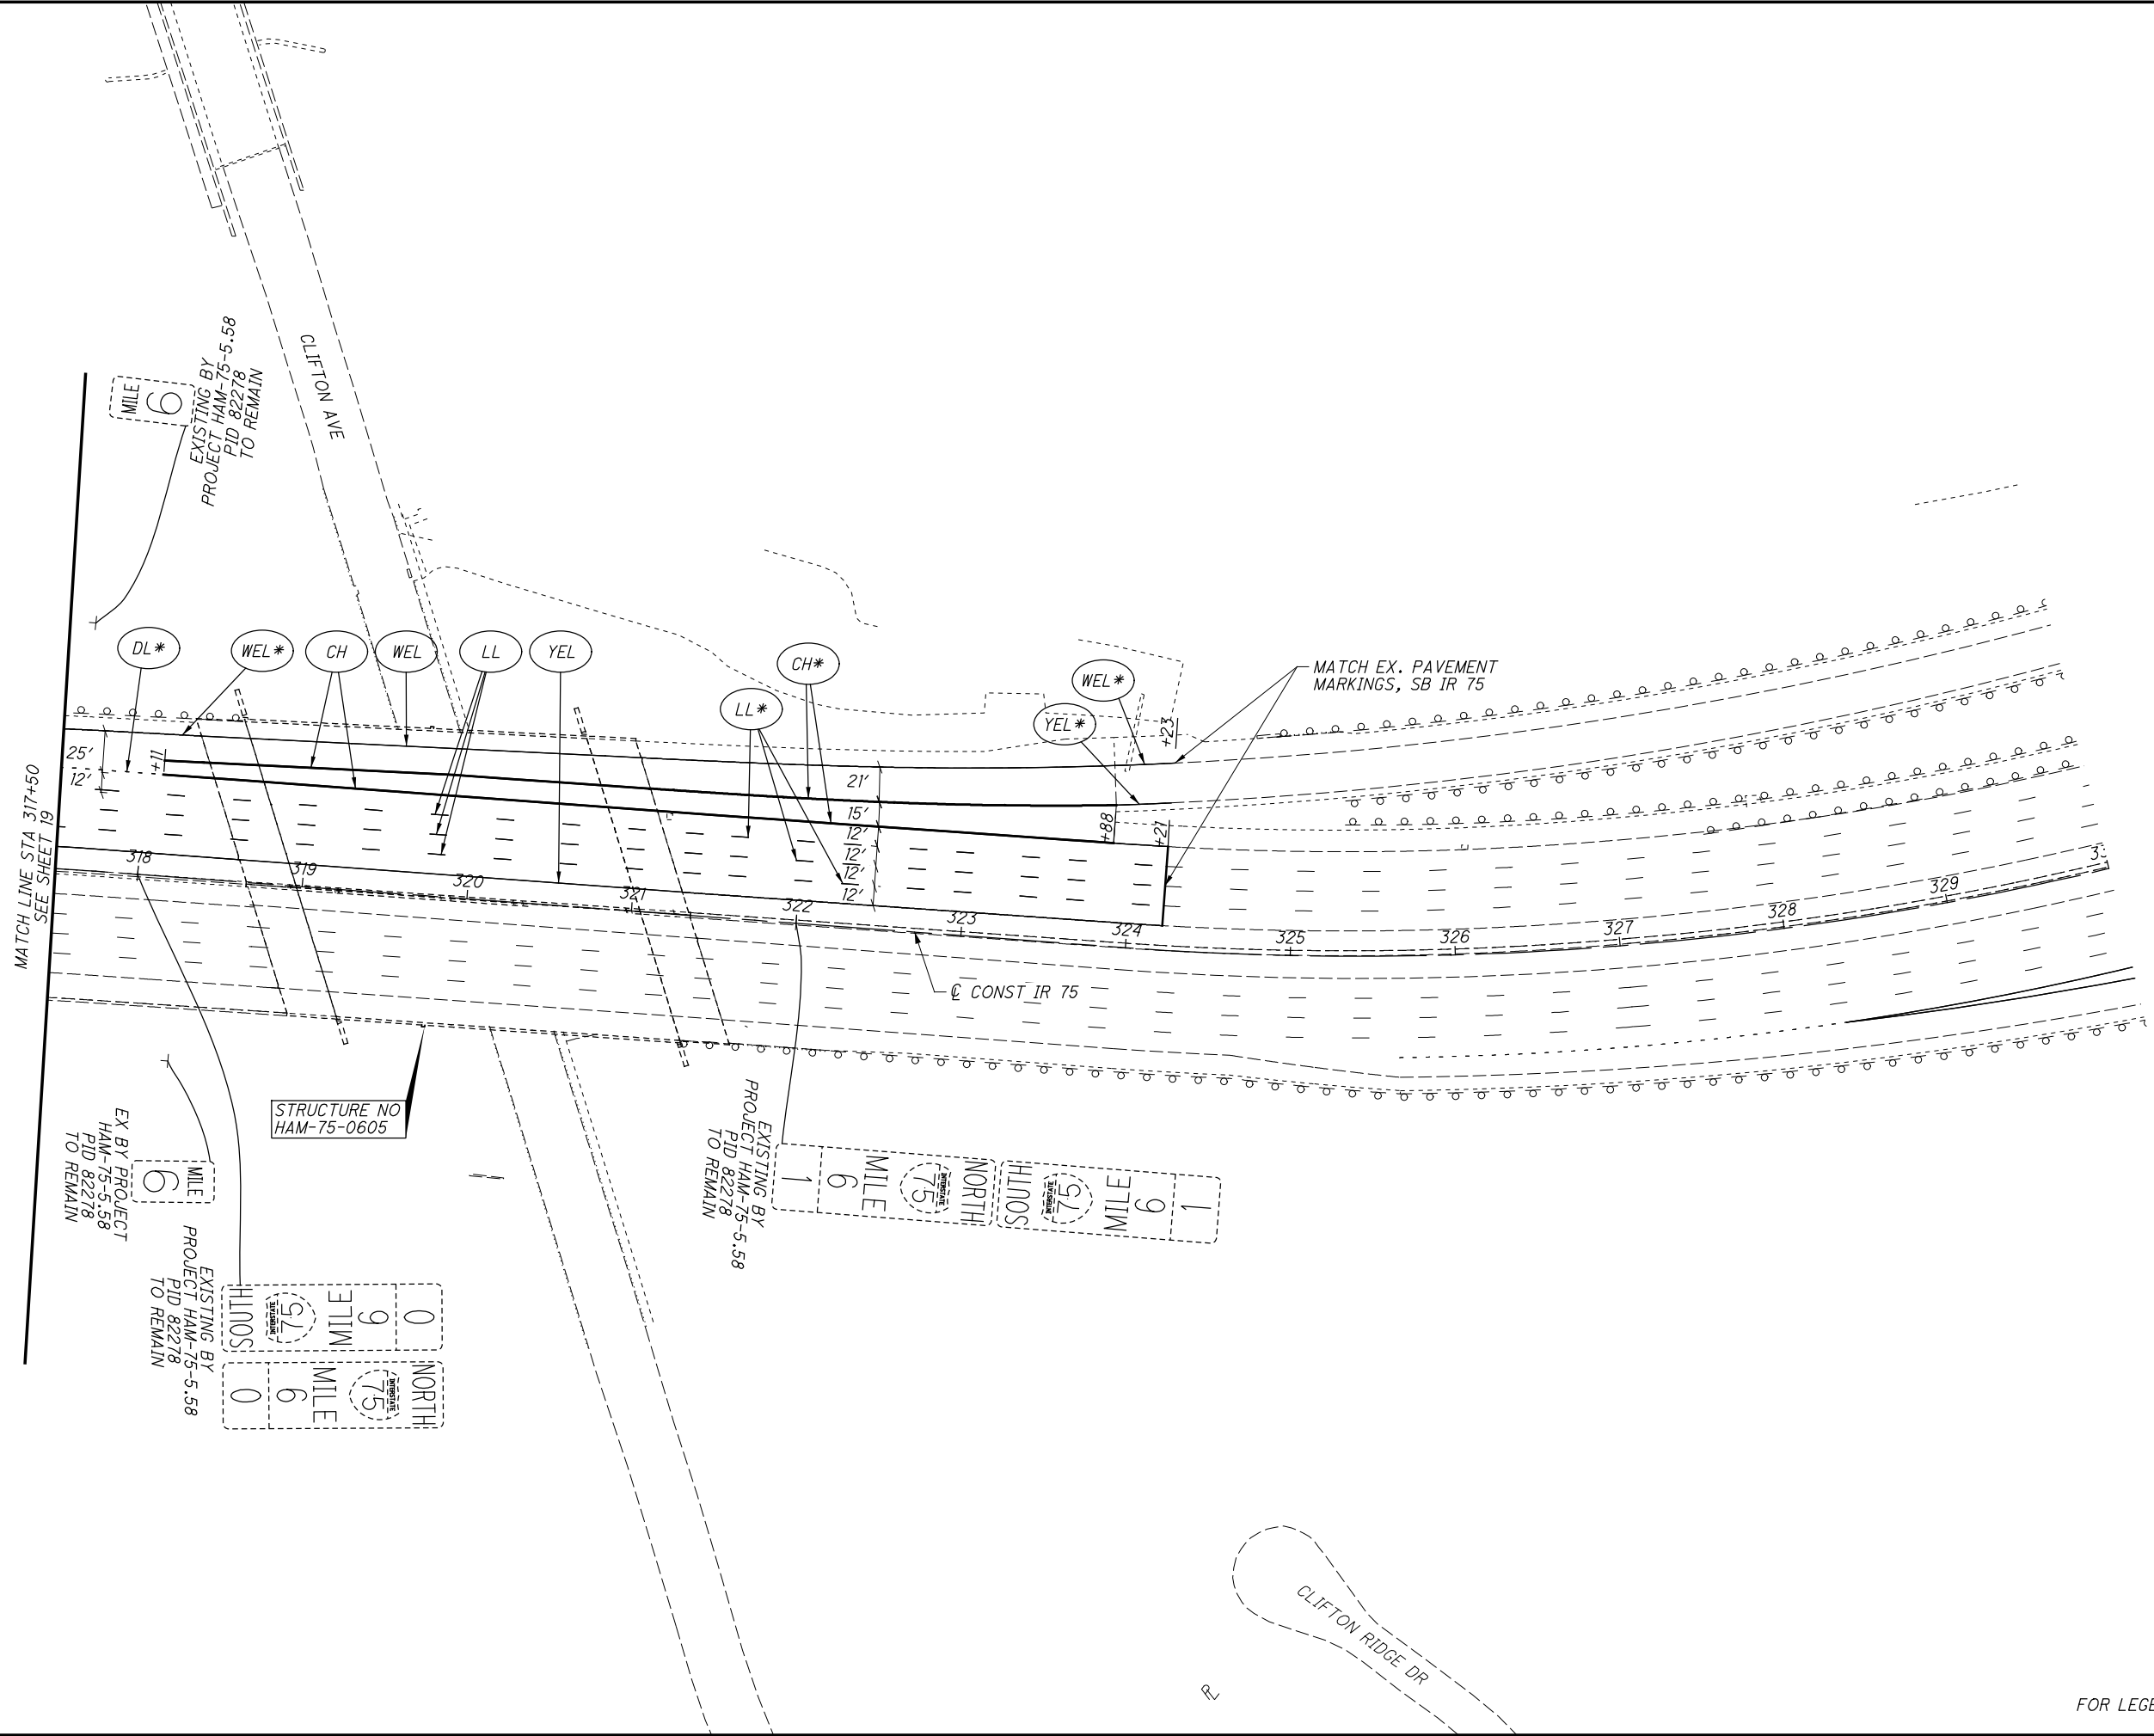 CLIFTON AVE
MILE
6
EXISTING BY
PROJECT HAM-75-5.58
PID 82278
TO REMAIN
MATCH LINE STA 317+50
SEE SHEET 19
DL*
WEL*
CH
WEL
LL
YEL
LL*
CH*
YEL*
WEL*
MATCH EX. PAVEMENT
MARKINGS, SB IR 75
25'
12'
+11
21'
15'
12'
12'
12'
12'
+88
+23
+21
318
319
320
321
322
323
324
325
326
327
328
329
℄ CONST IR 75
STRUCTURE NO
HAM-75-0605
EX BY PROJECT
HAM-75-5.58
PID 82278
TO REMAIN
MILE
6
EXISTING BY
PROJECT HAM-75-5.58
PID 82278
TO REMAIN
SOUTH
INTERSTATE
75
MILE
6
0
NORTH
INTERSTATE
75
MILE
6
0
EXISTING BY
PROJECT HAM-75-5.58
PID 82278
TO REMAIN
NORTH
INTERSTATE
75
MILE
6
1
SOUTH
INTERSTATE
75
MILE
6
1
CLIFTON RIDGE DR
FOR LEGE